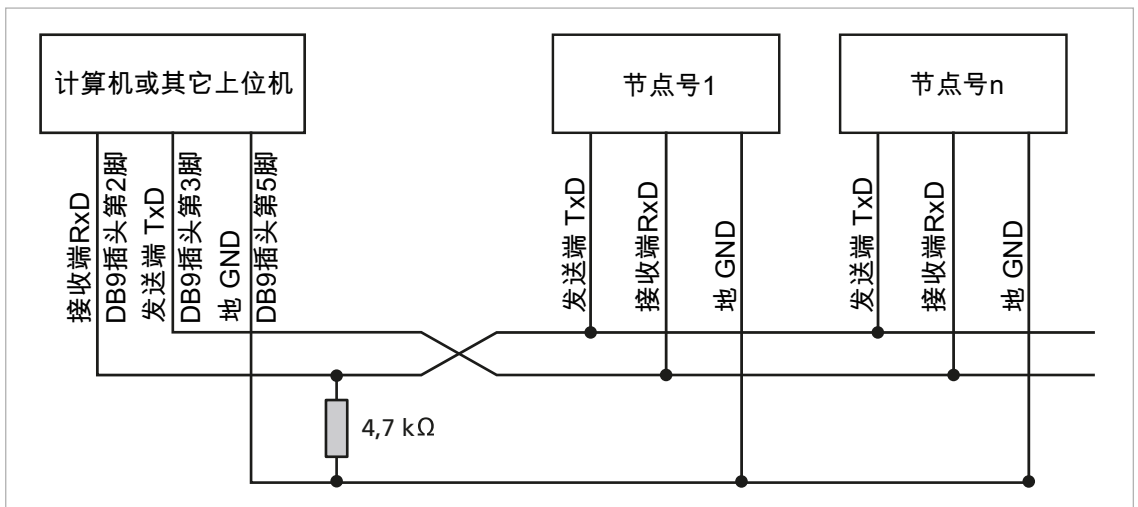 计算机或其它上位机
节点号1
节点号n
接收端RxD
DB9插头第2脚
发送端 TxD
DB9插头第3脚
地 GND
DB9插头第5脚
发送端 TxD
接收端RxD
地 GND
发送端 TxD
接收端RxD
地 GND
4,7 kΩ